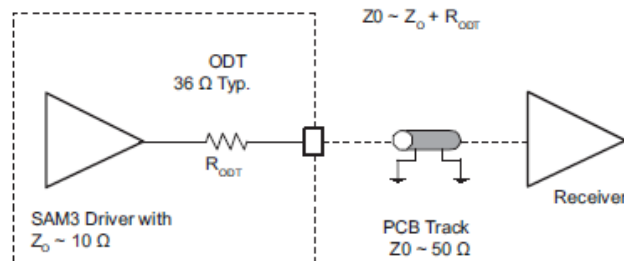 Z0 ~ Zo + RODT
ODT
36 Ω Typ.
RODT
SAM3 Driver with
Zo ~ 10 Ω
PCB Track
Z0 ~ 50 Ω
Receiver